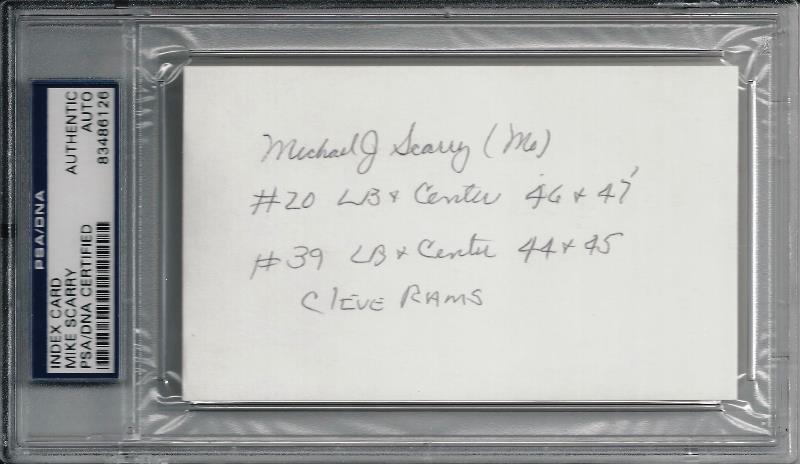 PSA/DNA
INDEX CARD
MIKE SCARRY
PSA/DNA CERTIFIED
AUTHENTIC
AUTO
83486126
Michael J Scarry (Mo)
#20 LB & Center '46 & 47'
#39 LB & Center 44 & 45
Cleve Rams